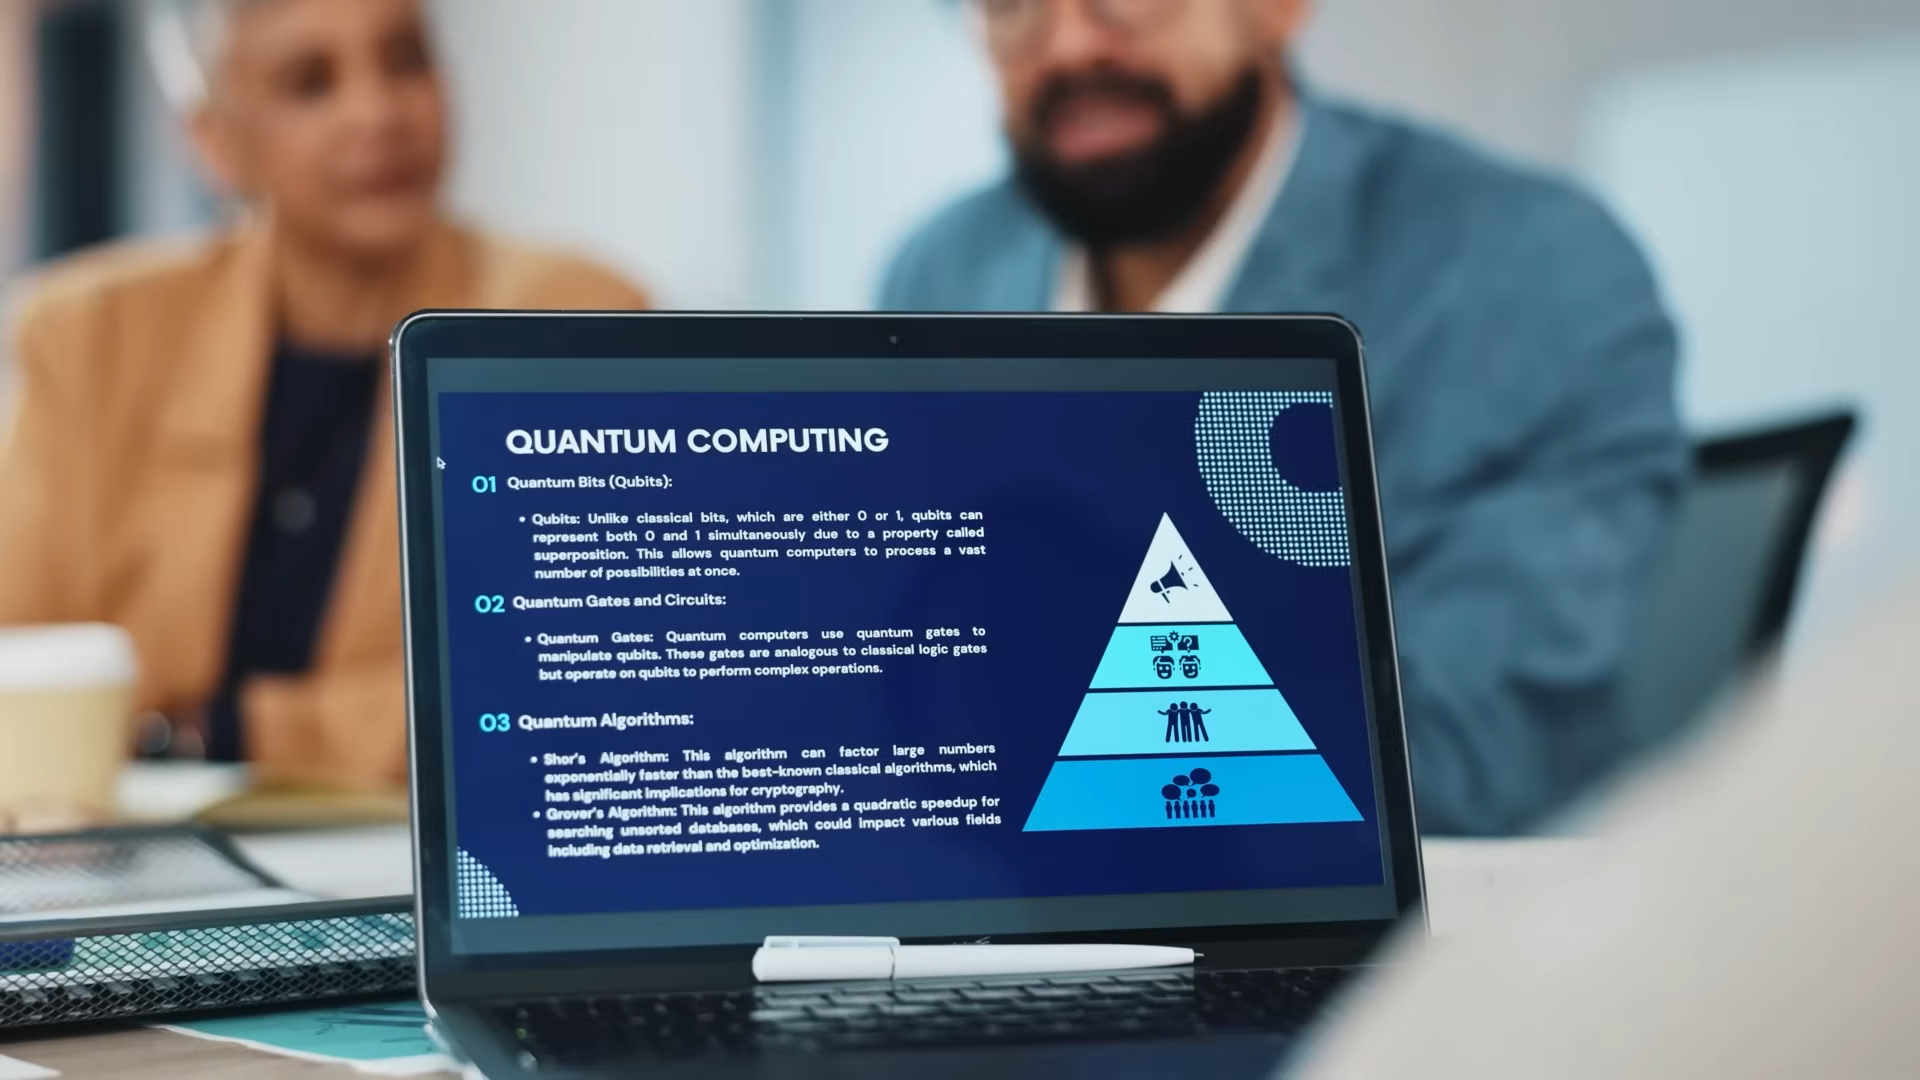 QUANTUM COMPUTING
01 Quantum Bits (Qubits):
• Qubits: Unlike classical bits, which are either 0 or 1, qubits can
represent both 0 and 1 simultaneously due to a property called
superposition. This allows quantum computers to process a vast
number of possibilities at once.
02 Quantum Gates and Circuits:
• Quantum Gates: Quantum computers use quantum gates to
manipulate qubits. These gates are analogous to classical logic gates
but operate on qubits to perform complex operations.
03 Quantum Algorithms:
• Shor's Algorithm: This algorithm can factor large numbers
exponentially faster than the best-known classical algorithms, which
has significant implications for cryptography.
• Grover's Algorithm: This algorithm provides a quadratic speedup for
searching unsorted databases, which could impact various fields
including data retrieval and optimization.